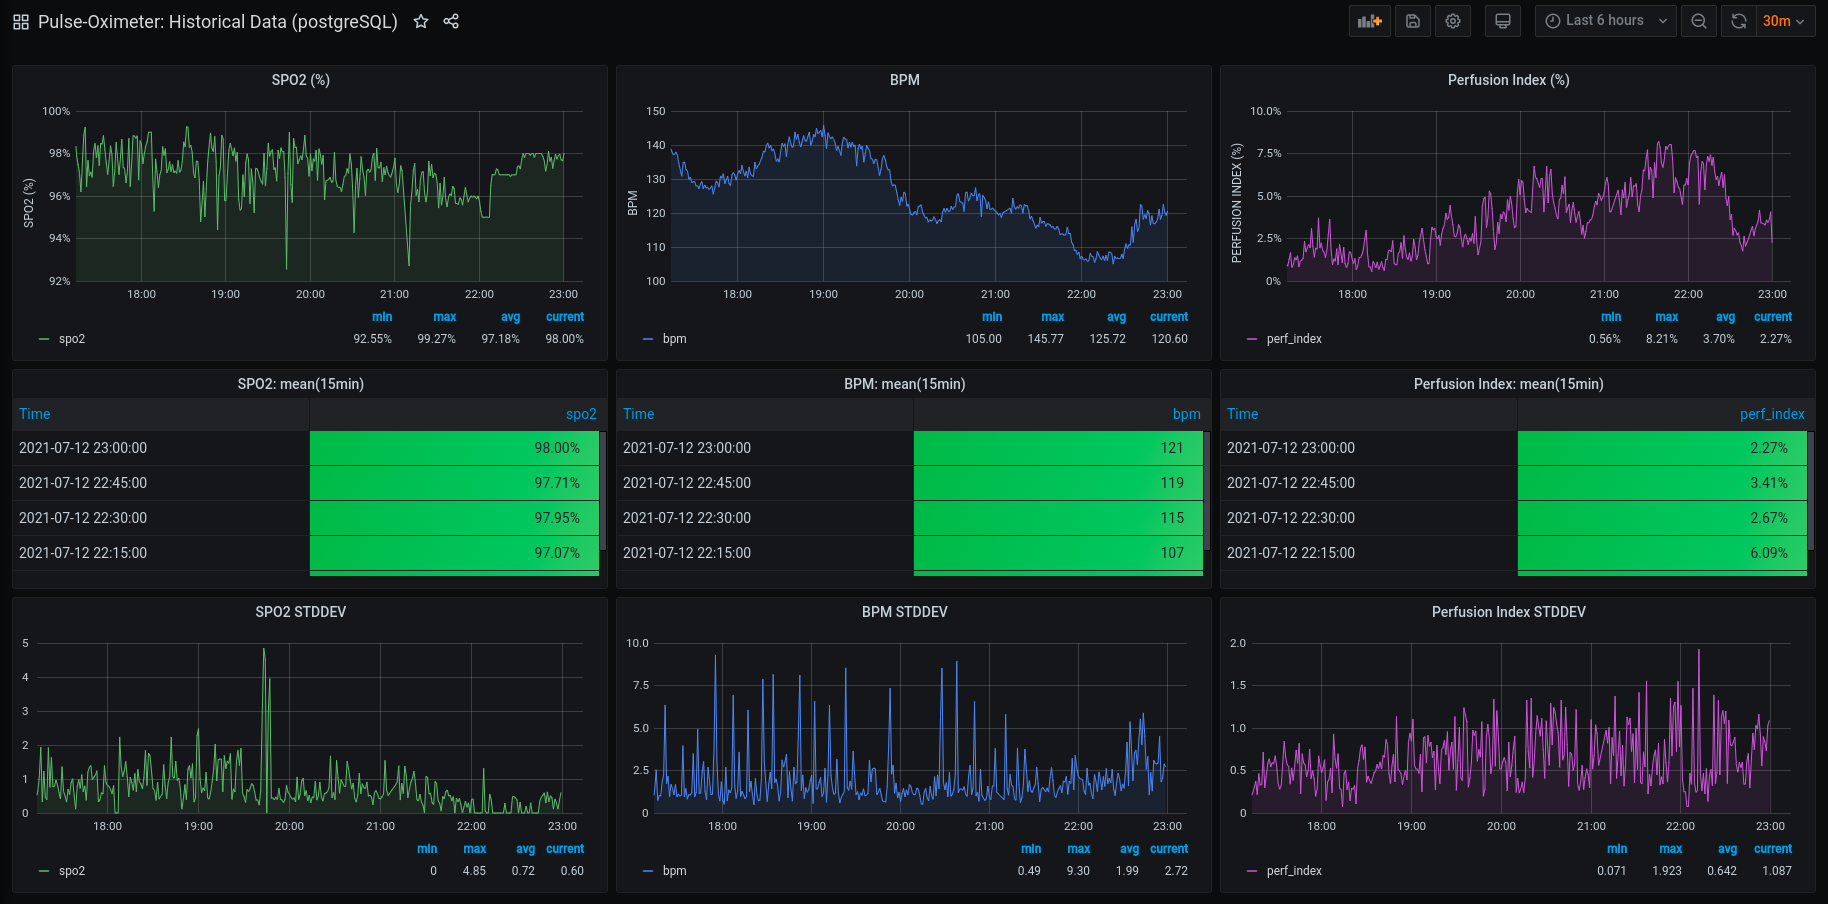 Pulse-Oximeter: Historical Data (postgreSQL)
Last 6 hours
30m
SPO2 (%)
SPO2 (%)
100%
98%
96%
94%
92%
18:00 19:00 20:00 21:00 22:00 23:00
min max avg current
spo2 92.55% 99.27% 97.18% 98.00%
BPM
BPM
150
140
130
120
110
100
18:00 19:00 20:00 21:00 22:00 23:00
min max avg current
bpm 105.00 145.77 125.72 120.60
Perfusion Index (%)
PERFUSION INDEX (%)
10.0%
7.5%
5.0%
2.5%
0%
18:00 19:00 20:00 21:00 22:00 23:00
min max avg current
perf_index 0.56% 8.21% 3.70% 2.27%
SPO2: mean(15min)
Time spo2
2021-07-12 23:00:00 98.00%
2021-07-12 22:45:00 97.71%
2021-07-12 22:30:00 97.95%
2021-07-12 22:15:00 97.07%
BPM: mean(15min)
Time bpm
2021-07-12 23:00:00 121
2021-07-12 22:45:00 119
2021-07-12 22:30:00 115
2021-07-12 22:15:00 107
Perfusion Index: mean(15min)
Time perf_index
2021-07-12 23:00:00 2.27%
2021-07-12 22:45:00 3.41%
2021-07-12 22:30:00 2.67%
2021-07-12 22:15:00 6.09%
SPO2 STDDEV
5
4
3
2
1
0
18:00 19:00 20:00 21:00 22:00 23:00
min max avg current
spo2 0 4.85 0.72 0.60
BPM STDDEV
10.0
7.5
5.0
2.5
0
18:00 19:00 20:00 21:00 22:00 23:00
min max avg current
bpm 0.49 9.30 1.99 2.72
Perfusion Index STDDEV
2.0
1.5
1.0
0.5
0
18:00 19:00 20:00 21:00 22:00 23:00
min max avg current
perf_index 0.071 1.923 0.642 1.087